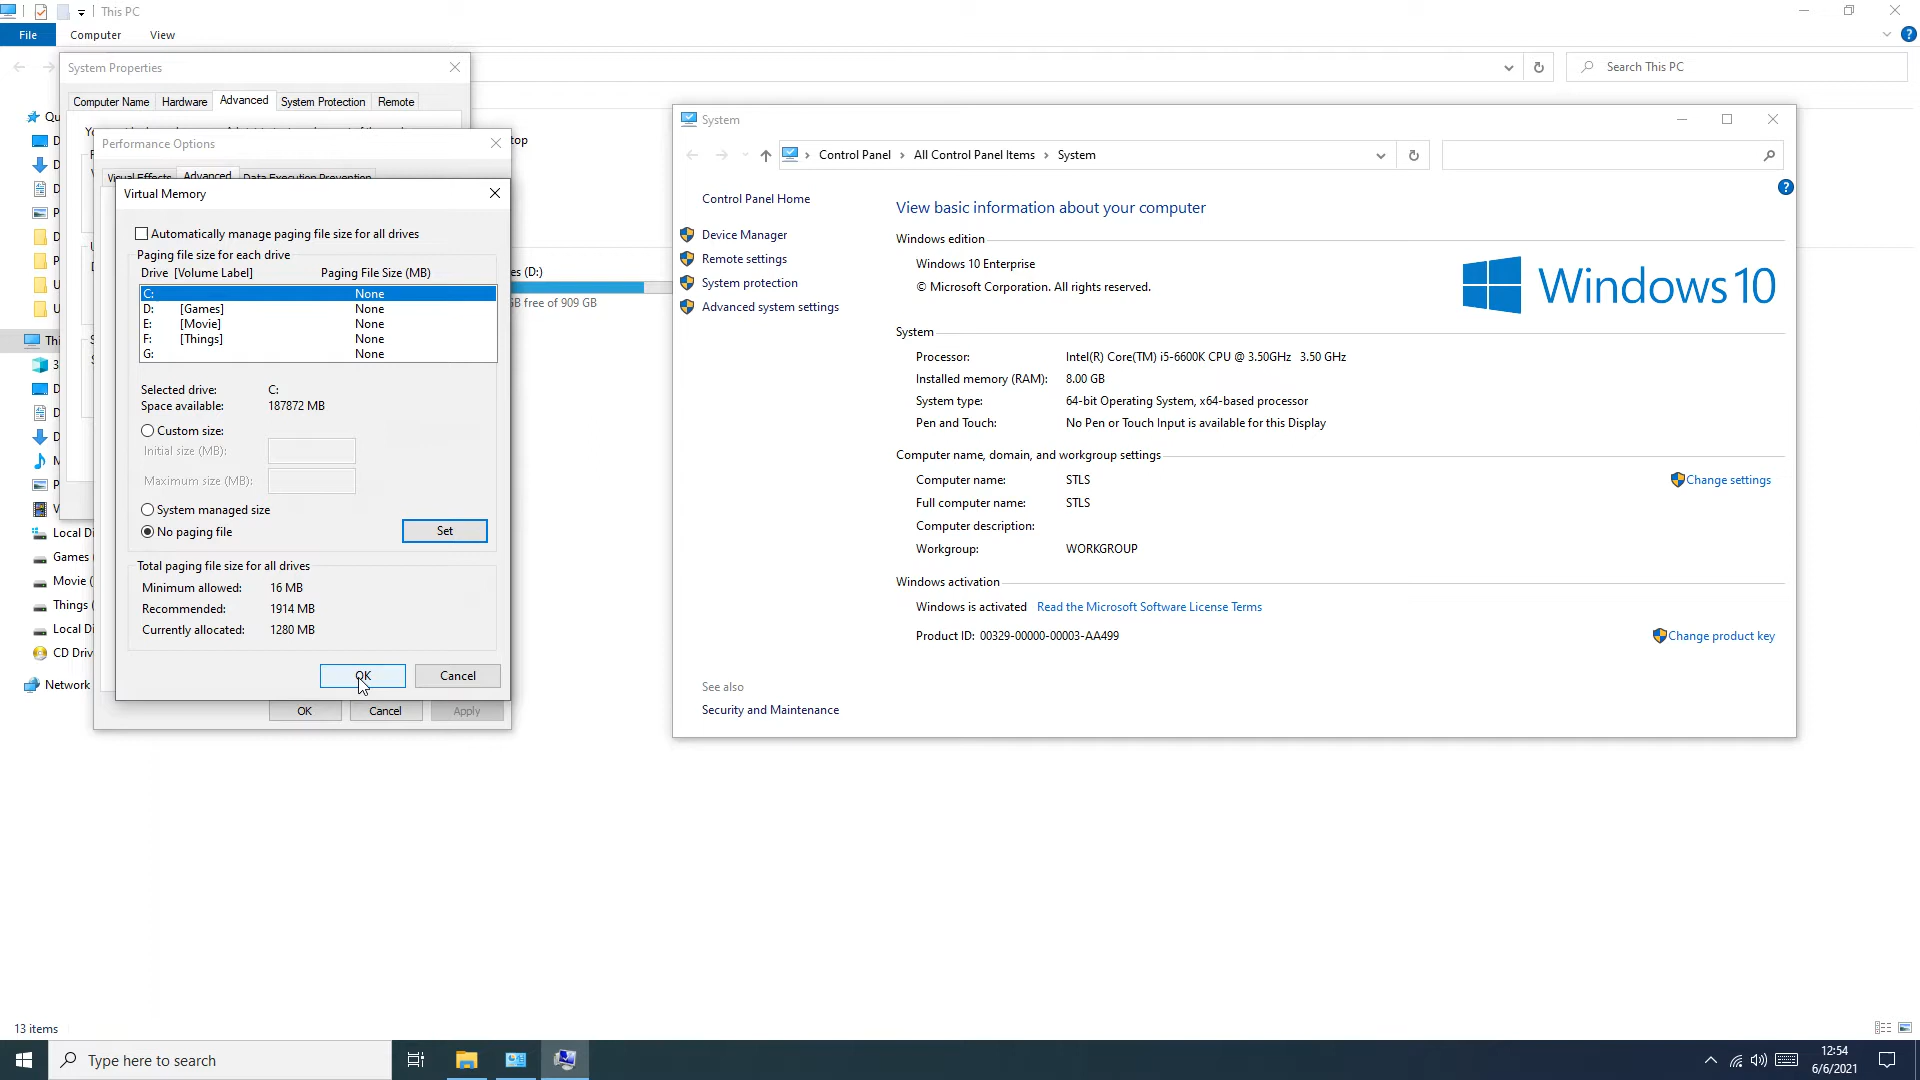 This PC
File Computer View
Search This PC
System Properties
Computer Name Hardware Advanced System Protection Remote
Performance Options
Visual Effects Advanced Data Execution Prevention
Virtual Memory
Automatically manage paging file size for all drives
Paging file size for each drive
Drive [Volume Label] Paging File Size (MB)
C: None
D: [Games] None
E: [Movie] None
F: [Things] None
G: None
Selected drive: C:
Space available: 187872 MB
Custom size:
Initial size (MB):
Maximum size (MB):
System managed size
No paging file
Set
Total paging file size for all drives
Minimum allowed: 16 MB
Recommended: 1914 MB
Currently allocated: 1280 MB
OK Cancel
OK Cancel Apply
(D:)
free of 909 GB
Local Di
Games
Movie (
Things (
Local Di
CD Driv
Network
System
Control Panel All Control Panel Items System
Control Panel Home
Device Manager
Remote settings
System protection
Advanced system settings
See also
Security and Maintenance
View basic information about your computer
Windows edition
Windows 10 Enterprise
© Microsoft Corporation. All rights reserved.
Windows 10
System
Processor: Intel(R) Core(TM) i5-6600K CPU @ 3.50GHz 3.50 GHz
Installed memory (RAM): 8.00 GB
System type: 64-bit Operating System, x64-based processor
Pen and Touch: No Pen or Touch Input is available for this Display
Computer name, domain, and workgroup settings
Computer name: STLS
Change settings
Full computer name: STLS
Computer description:
Workgroup: WORKGROUP
Windows activation
Windows is activated Read the Microsoft Software License Terms
Product ID: 00329-00000-00003-AA499
Change product key
13 items
Type here to search
12:54
6/6/2021